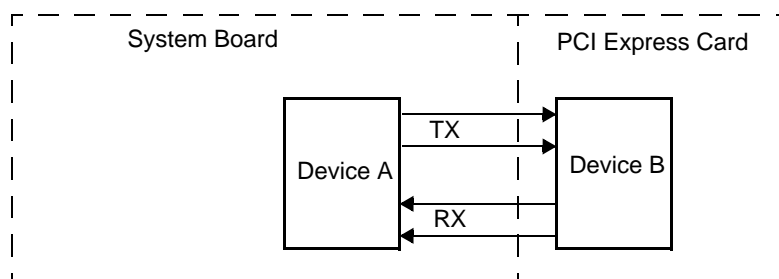 System Board
PCI Express Card
TX
Device A
Device B
RX